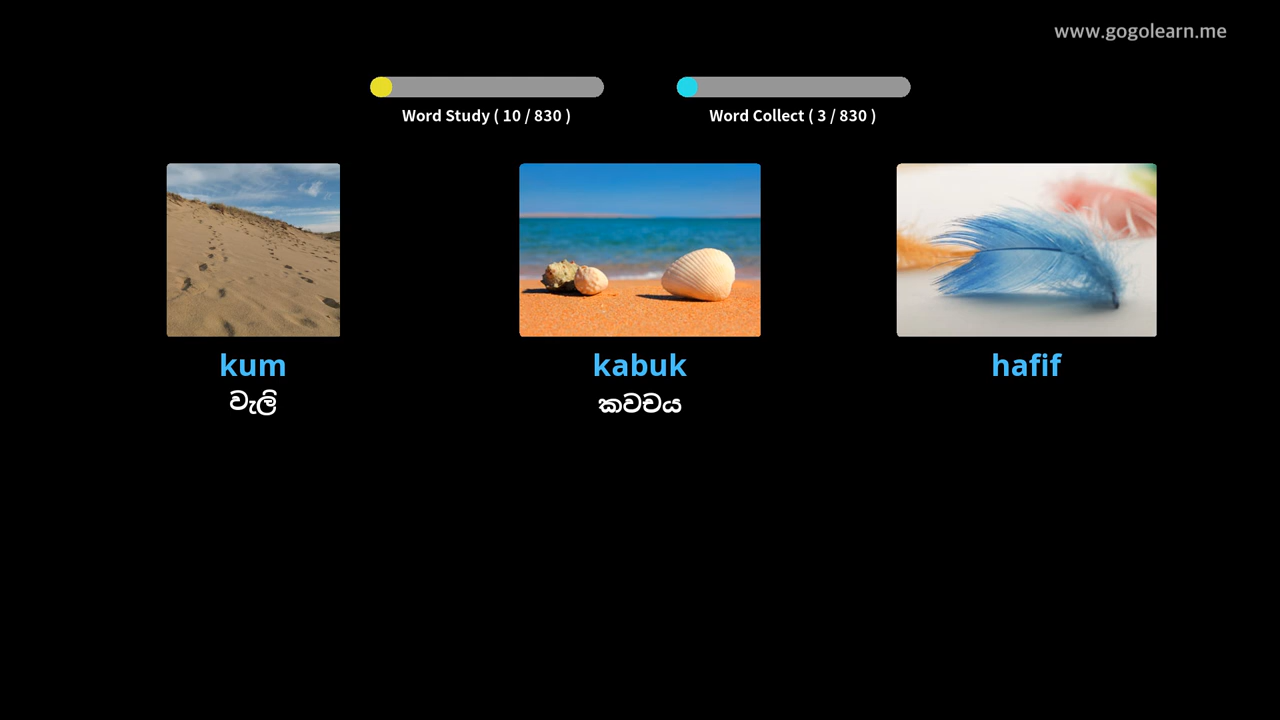 www.gogolearn.me
Word Study ( 10 / 830 )
Word Collect ( 3 / 830 )
kum
වැලි
kabuk
කවචය
hafif